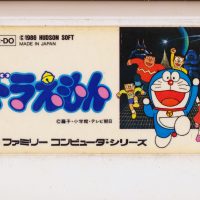 -DO
©1986 HUDSON SOFT
MADE IN JAPAN
ドラえもん
©藤子・小学館・テレビ朝日
ファミリー コンピュータ・シリーズ